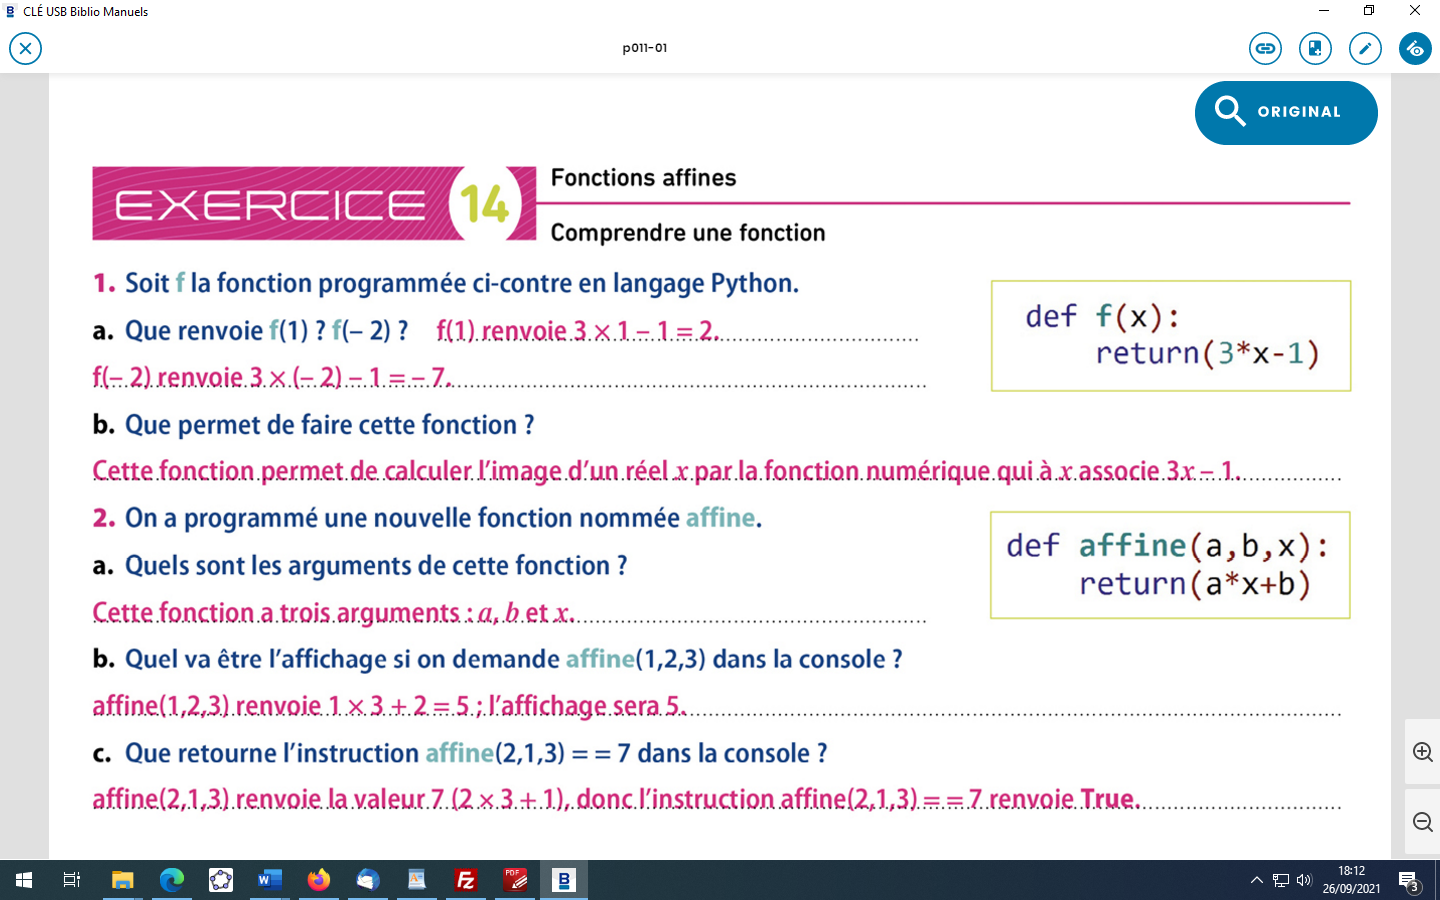 CLÉ USB Biblio Manuels
p011-01
ORIGINAL
EXERCICE 14
Fonctions affines
Comprendre une fonction
1. Soit f la fonction programmée ci-contre en langage Python.
a. Que renvoie f(1) ? f(– 2) ? f(1) renvoie 3 × 1 – 1 = 2.
f(– 2) renvoie 3 × (– 2) – 1 = – 7.
def f(x):
return(3*x-1)
b. Que permet de faire cette fonction ?
Cette fonction permet de calculer l’image d’un réel x par la fonction numérique qui à x associe 3x – 1.
2. On a programmé une nouvelle fonction nommée affine.
a. Quels sont les arguments de cette fonction ?
Cette fonction a trois arguments : a, b et x.
def affine(a,b,x):
return(a*x+b)
b. Quel va être l’affichage si on demande affine(1,2,3) dans la console ?
affine(1,2,3) renvoie 1 × 3 + 2 = 5 ; l’affichage sera 5.
c. Que retourne l’instruction affine(2,1,3) = = 7 dans la console ?
affine(2,1,3) renvoie la valeur 7 (2 × 3 + 1), donc l’instruction affine(2,1,3) = = 7 renvoie True.
18:12
26/09/2021
3